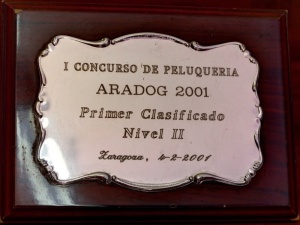 I CONCURSO DE PELUQUERIA
ARADOG 2001
Primer Clasificado
Nivel II
Zaragoza, 4-2-2001